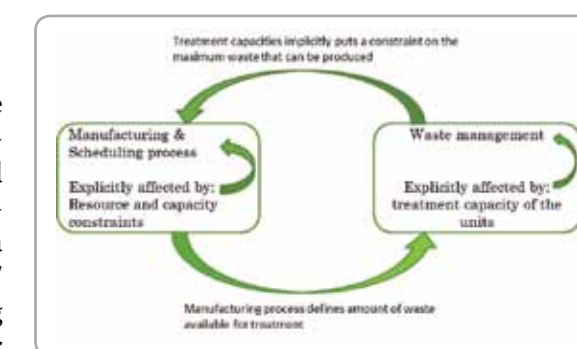 Treatment capacities implicitly puts a constraint on the
maximum waste that can be produced
Manufacturing &
Scheduling process
Explicitly affected by:
Resource and capacity
constraints
Waste management
Explicitly affected by:
treatment capacity of the
units
Manufacturing process defines amount of waste
available for treatment